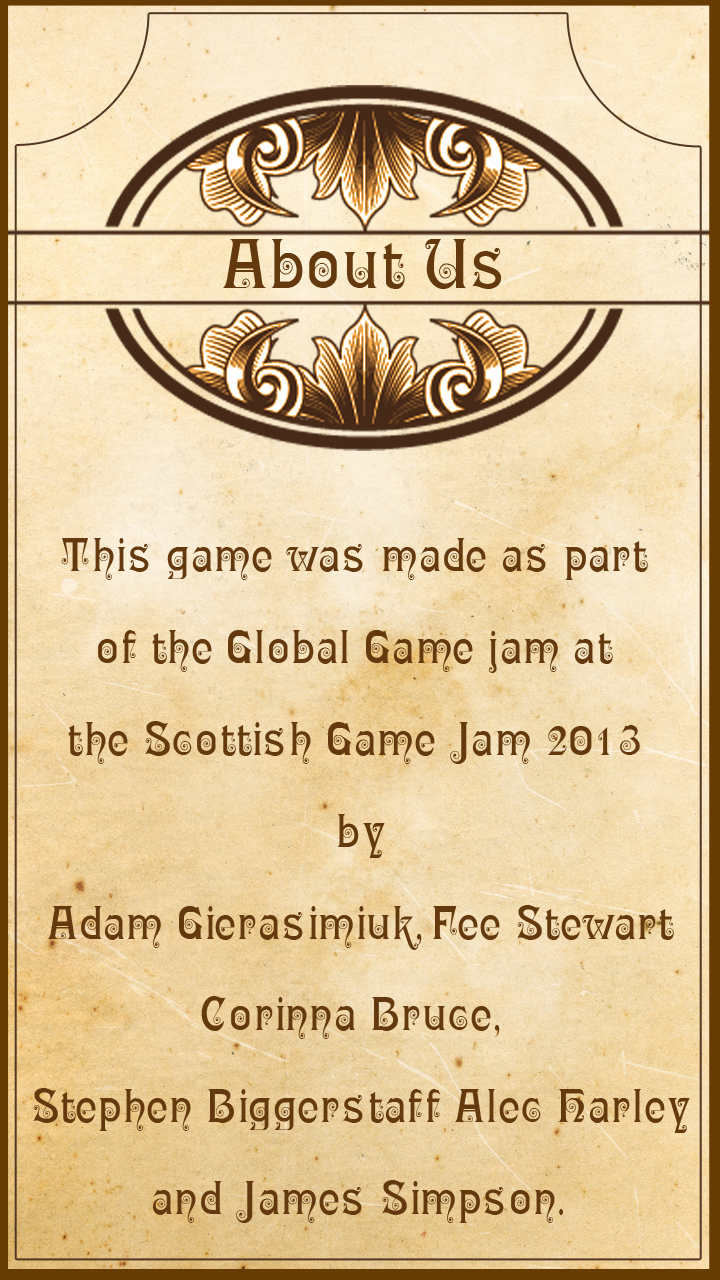 About Us
This game was made as part
of the Global Game jam at
the Scottish Game Jam 2013
by
Adam Gierasimiuk, Fee Stewart
Corinna Bruce,
Stephen Biggerstaff Alec Harley
and James Simpson.